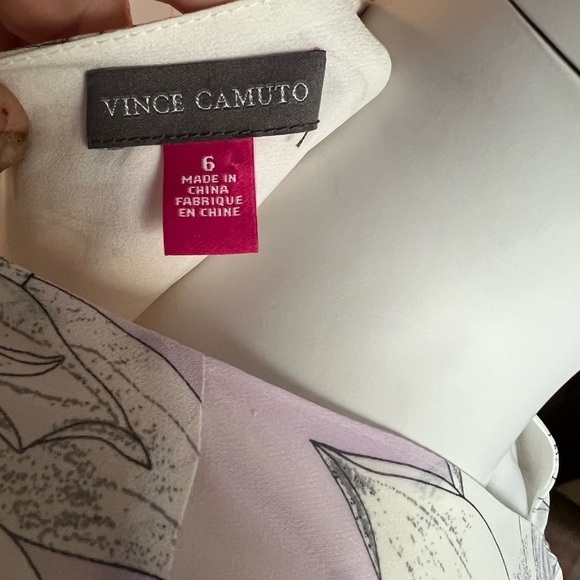 VINCE CAMUTO
6
MADE IN
CHINA
FABRIQUE
EN CHINE